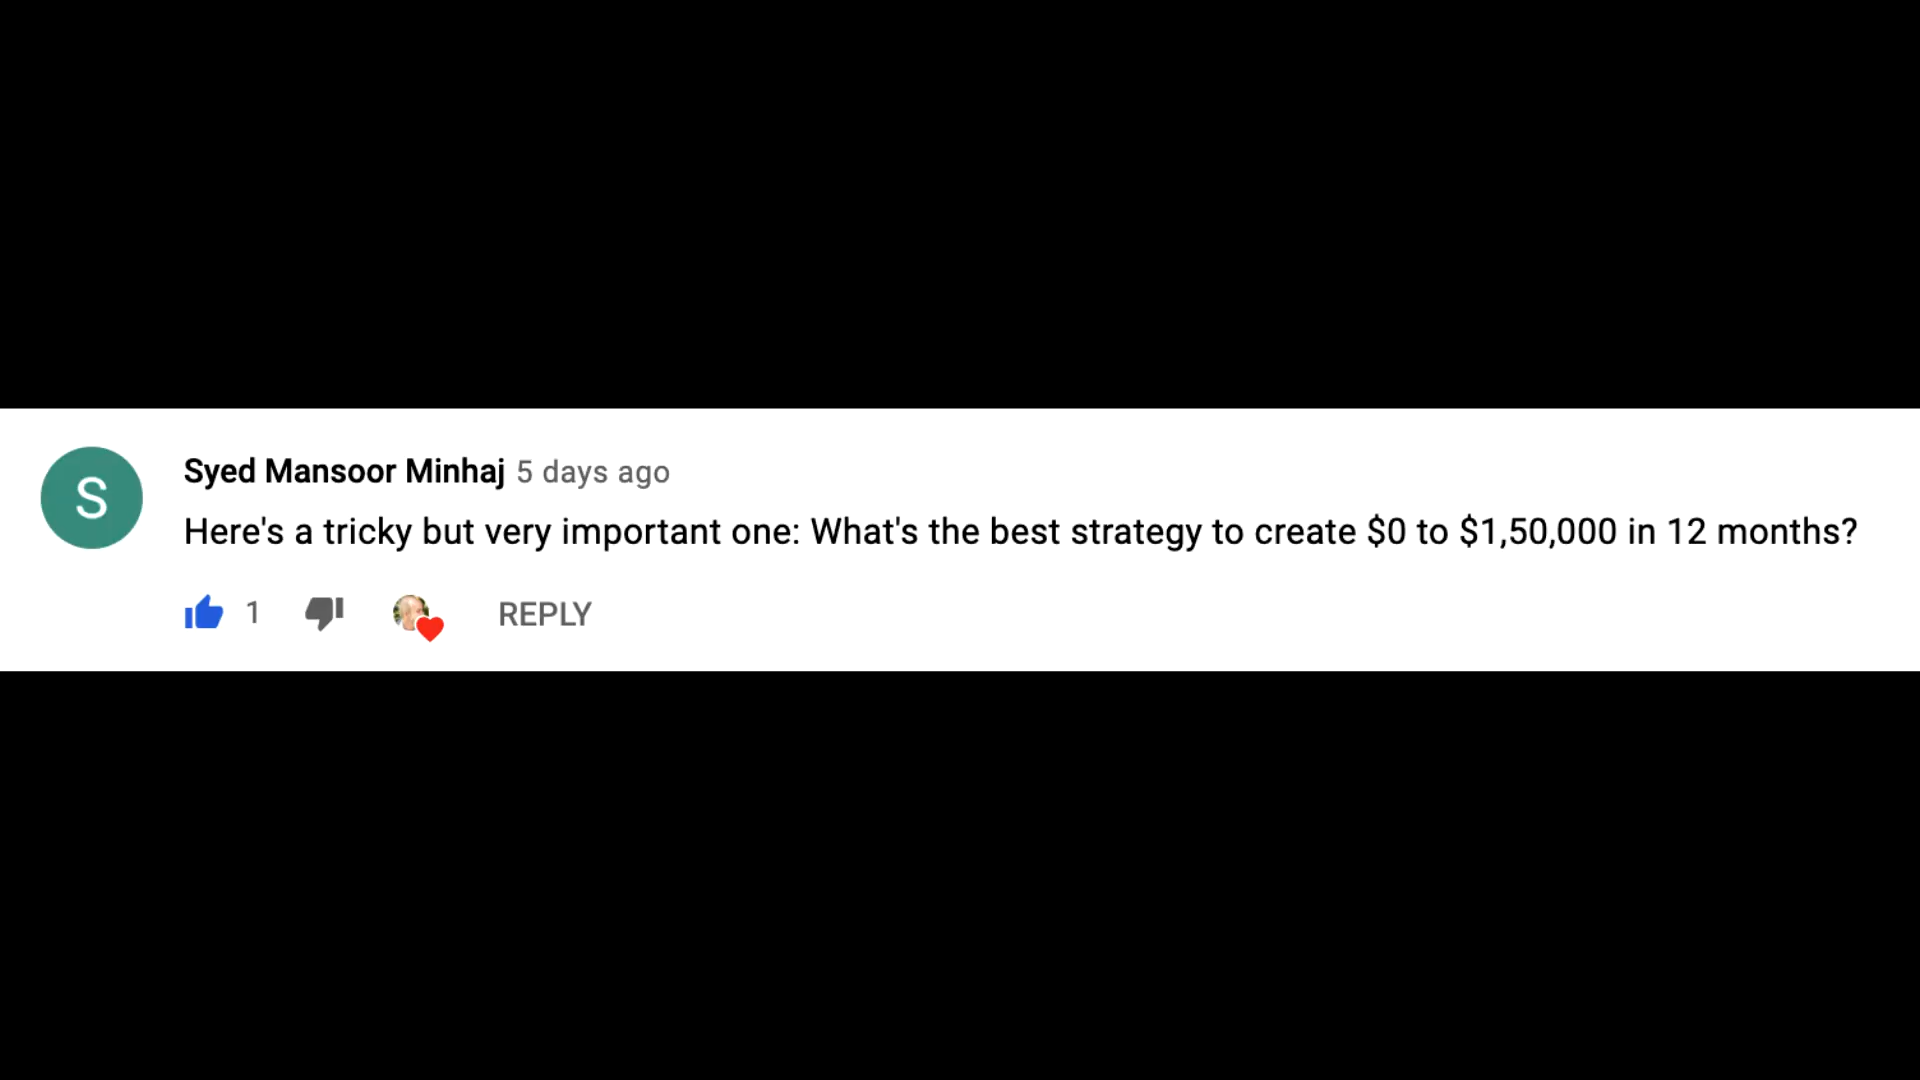 S
Syed Mansoor Minhaj 5 days ago
Here's a tricky but very important one: What's the best strategy to create $0 to $1,50,000 in 12 months?
1 REPLY